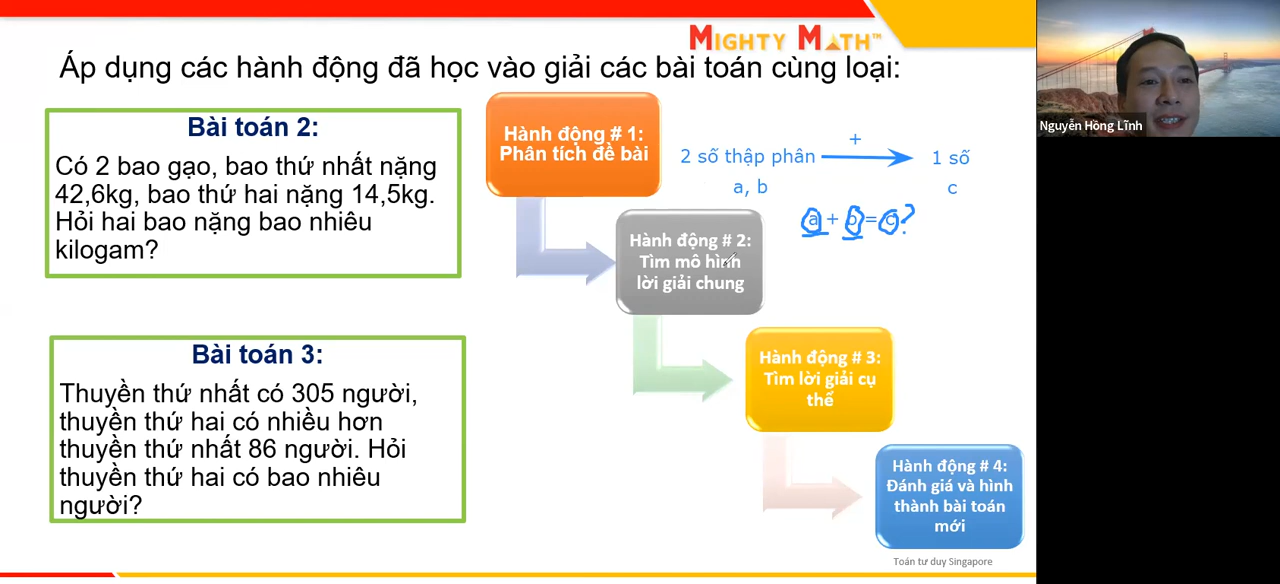 MIGHTY MATH™
Áp dụng các hành động đã học vào giải các bài toán cùng loại:
Bài toán 2:
Có 2 bao gạo, bao thứ nhất nặng
42,6kg, bao thứ hai nặng 14,5kg.
Hỏi hai bao nặng bao nhiêu
kilogam?
Bài toán 3:
Thuyền thứ nhất có 305 người,
thuyền thứ hai có nhiều hơn
thuyền thứ nhất 86 người. Hỏi
thuyền thứ hai có bao nhiêu
người?
Hành động # 1:
Phân tích đề bài
+
2 số thập phân 1 số
a, b c
a + b = c?
Hành động # 2:
Tìm mô hình
lời giải chung
Hành động # 3:
Tìm lời giải cụ
thể
Hành động # 4:
Đánh giá và hình
thành bài toán
mới
Toán tư duy Singapore
Nguyễn Hồng Lĩnh